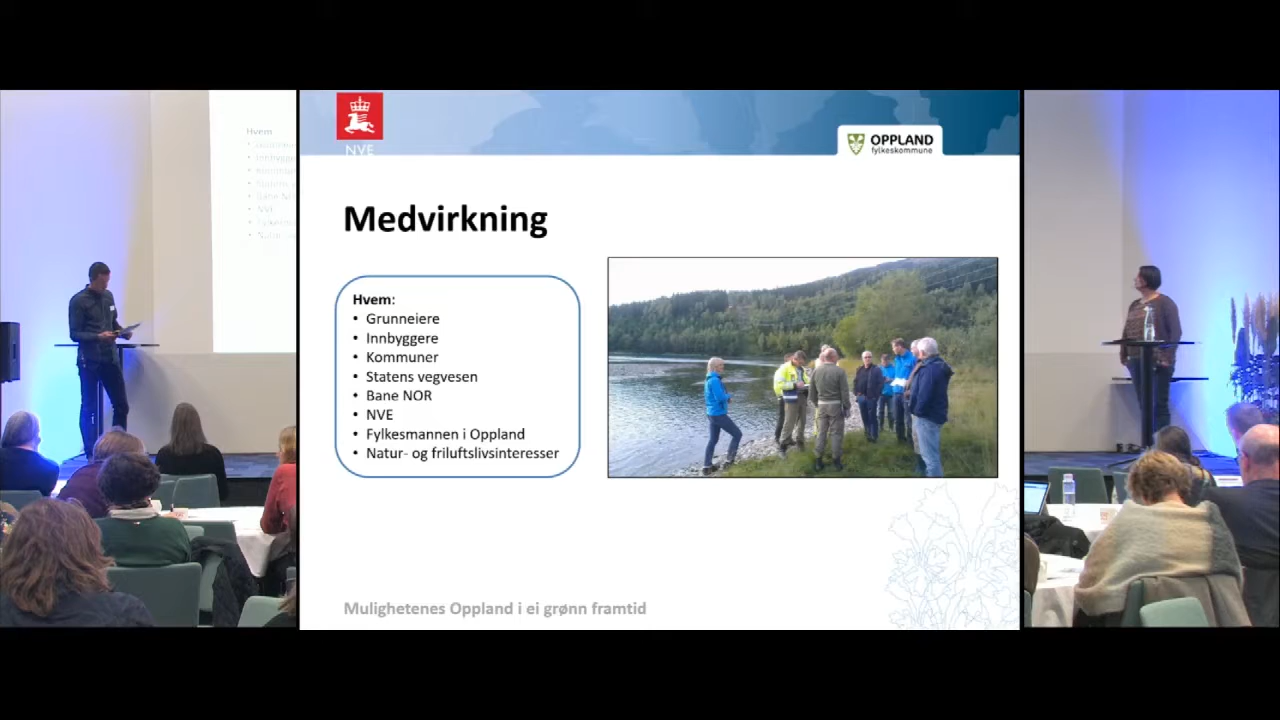 NVE
OPPLAND
fylkeskommune
Medvirkning
Hvem:
• Grunneiere
• Innbyggere
• Kommuner
• Statens vegvesen
• Bane NOR
• NVE
• Fylkesmannen i Oppland
• Natur- og friluftslivsinteresser
Mulighetenes Oppland i ei grønn framtid
Hvem